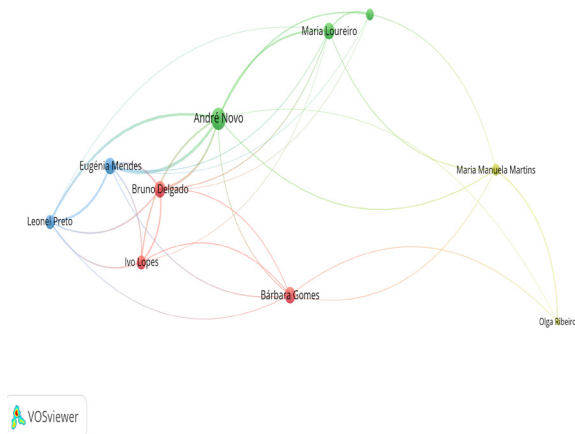 Maria Loureiro
André Novo
Eugénia Mendes
Maria Manuela Martins
Bruno Delgado
Leonel Preto
Ivo Lopes
Bárbara Gomes
Olga Ribeiro
VOSviewer